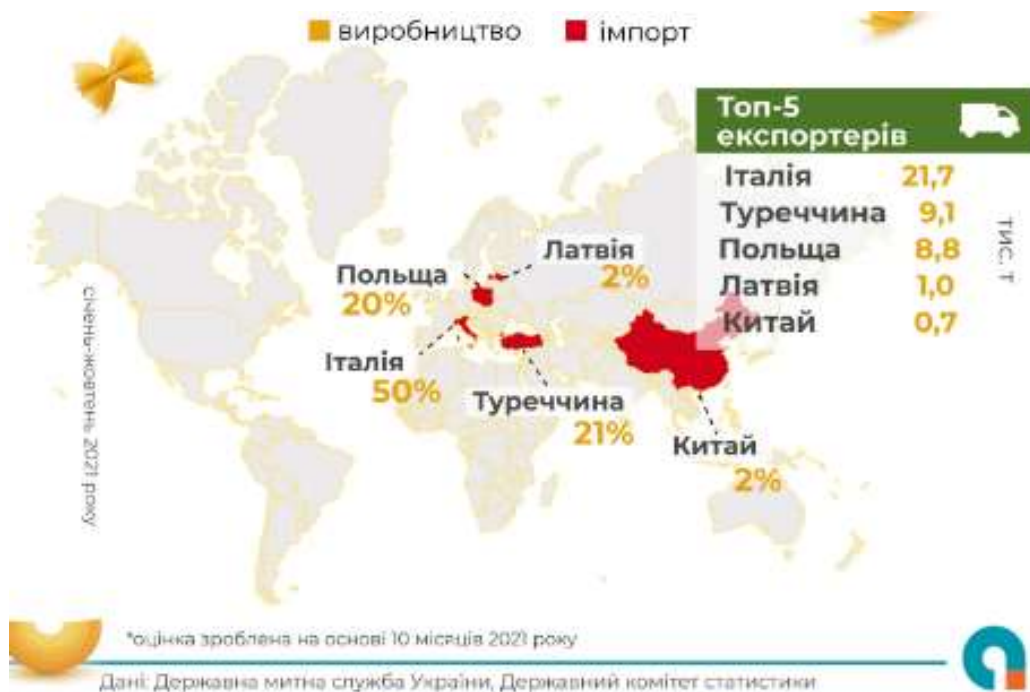 виробництво імпорт
Топ-5
експортерів
Італія 21,7
Туреччина 9,1
Польща 8,8
Латвія 1,0
Китай 0,7
тис. т
Латвія
2%
Польща
20%
Італія
50%
Туреччина
21%
Китай
2%
січень-жовтень 2021 року
*оцінка зроблена на основі 10 місяців 2021 року
Дані: Державна митна служба України, Державний комітет статистики